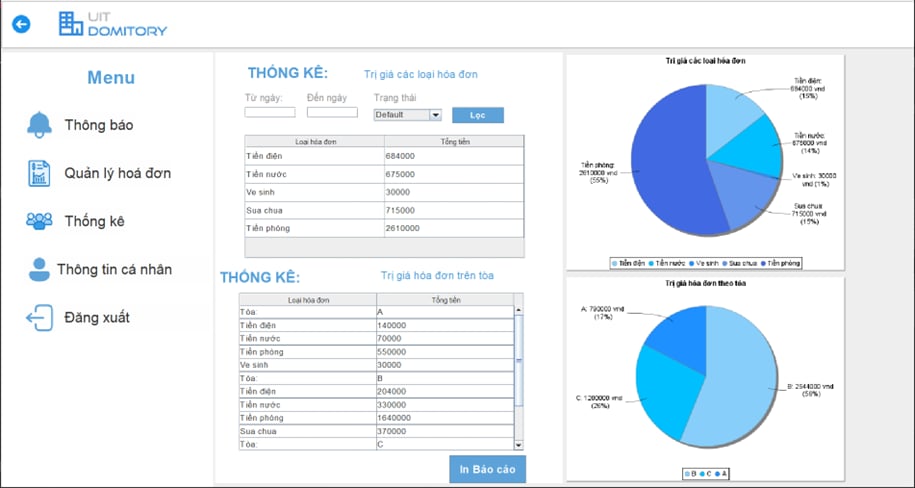 UIT
DOMITORY
Menu
Thông báo
Quản lý hoá đơn
Thống kê
Thông tin cá nhân
Đăng xuất
THỐNG KÊ: Trị giá các loại hóa đơn
Từ ngày: Đến ngày Trạng thái
Default Lọc
Loại hóa đơn Tổng tiền
Tiền điện 684000
Tiền nước 675000
Ve sinh 30000
Sua chua 715000
Tiền phòng 2610000
THỐNG KÊ: Trị giá hóa đơn trên tòa
Loại hóa đơn Tổng tiền
Tòa: A
Tiền điện 140000
Tiền nước 70000
Tiền phòng 550000
Ve sinh 30000
Tòa: B
Tiền điện 204000
Tiền nước 330000
Tiền phòng 1640000
Sua chua 370000
Tòa: C
In Báo cáo
Trị giá các loại hóa đơn
Tiền điện:
684000 vnd
(15%)
Tiền nước:
675000 vnd
(14%)
Ve sinh: 30000
vnd (1%)
Sua chua:
715000 vnd
(15%)
Tiền phòng:
2610000 vnd
(55%)
Tiền điện Tiền nước Ve sinh Sua chua Tiền phòng
Trị giá hóa đơn theo tòa
A: 790000 vnd
(17%)
B: 2544000 vnd
C: 1280000 vnd
B C A